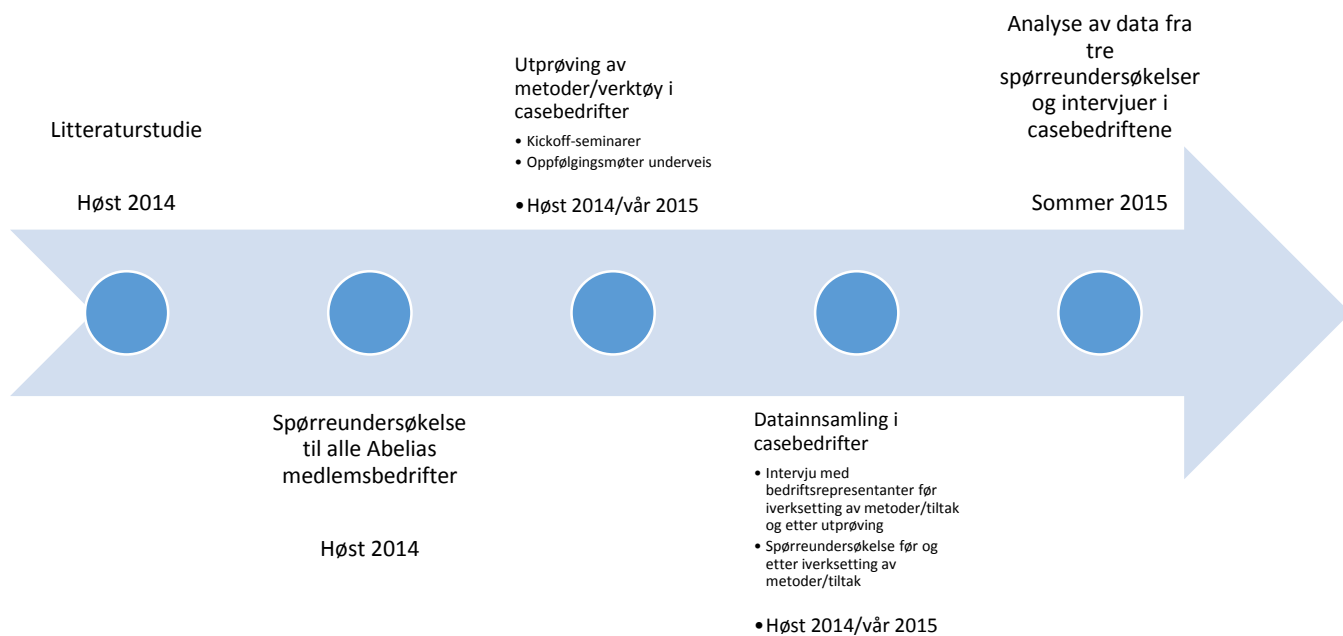 Litteraturstudie
Høst 2014
Spørreundersøkelse
til alle Abelias
medlemsbedrifter
Høst 2014
Utprøving av
metoder/verktøy i
casebedrifter
• Kickoff-seminarer
• Oppfølgingsmøter underveis
• Høst 2014/vår 2015
Datainnsamling i
casebedrifter
• Intervju med
bedriftsrepresentanter før
iverksetting av metoder/tiltak
og etter utprøving
• Spørreundersøkelse før og
etter iverksetting av
metoder/tiltak
• Høst 2014/vår 2015
Analyse av data fra
tre
spørreundersøkelser
og intervjuer i
casebedriftene
Sommer 2015